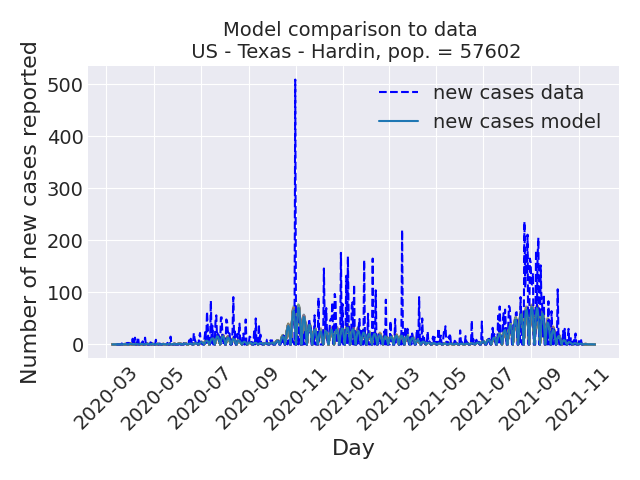 Model comparison to data
US - Texas - Hardin, pop. = 57602
Number of new cases reported
500
400
300
200
100
0
new cases data
new cases model
2020-03
2020-05
2020-07
2020-09
2020-11
2021-01
2021-03
2021-05
2021-07
2021-09
2021-11
Day